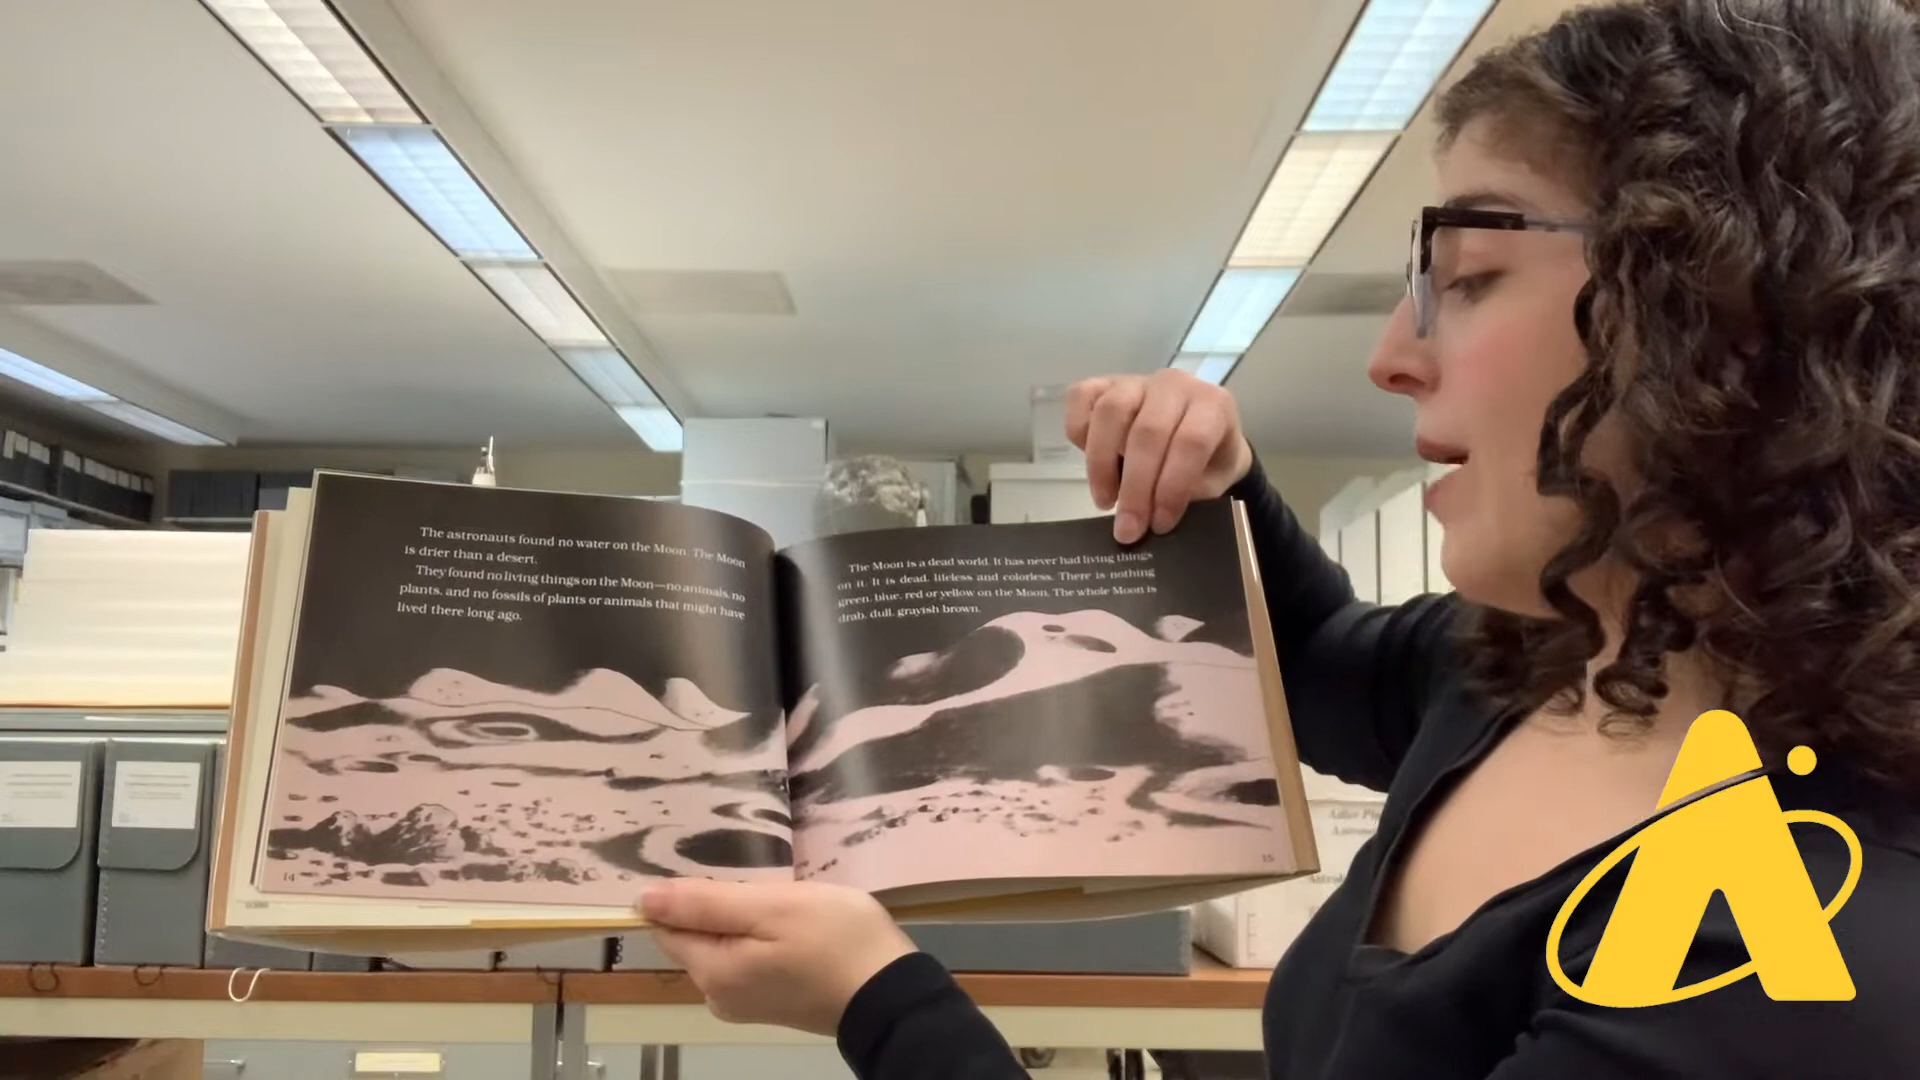 The astronauts found no water on the Moon. The Moon
is drier than a desert.
They found no living things on the Moon—no animals, no
plants, and no fossils of plants or animals that might have
lived there long ago.
14
The Moon is a dead world. It has never had living things
on it. It is dead, lifeless and colorless. There is nothing
green, blue, red or yellow on the Moon. The whole Moon is
drab, dull, grayish brown.
15